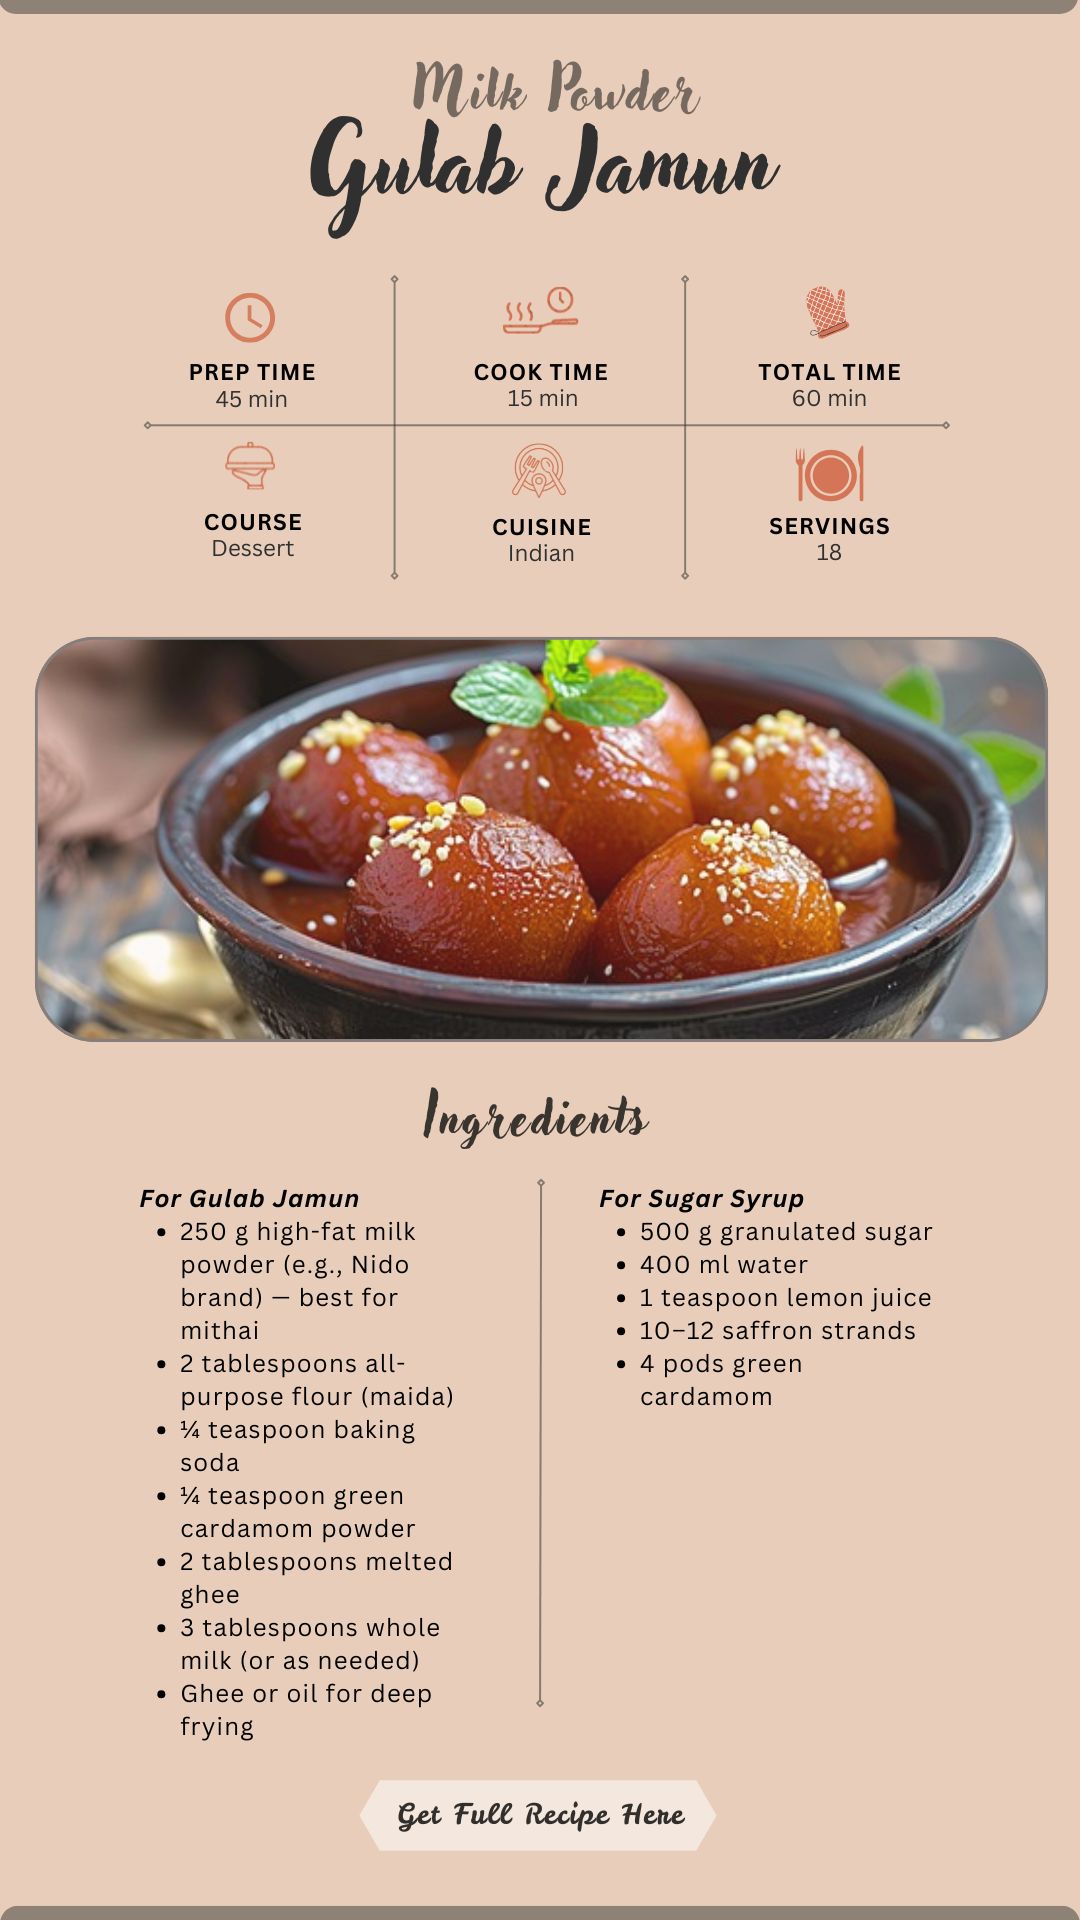 Milk Powder
Gulab Jamun
PREP TIME
45 min
COOK TIME
15 min
TOTAL TIME
60 min
COURSE
Dessert
CUISINE
Indian
SERVINGS
18
Ingredients
For Gulab Jamun
• 250 g high-fat milk
powder (e.g., Nido
brand) — best for
mithai
• 2 tablespoons all-
purpose flour (maida)
• ¼ teaspoon baking
soda
• ¼ teaspoon green
cardamom powder
• 2 tablespoons melted
ghee
• 3 tablespoons whole
milk (or as needed)
• Ghee or oil for deep
frying
For Sugar Syrup
• 500 g granulated sugar
• 400 ml water
• 1 teaspoon lemon juice
• 10–12 saffron strands
• 4 pods green
cardamom
Get Full Recipe Here